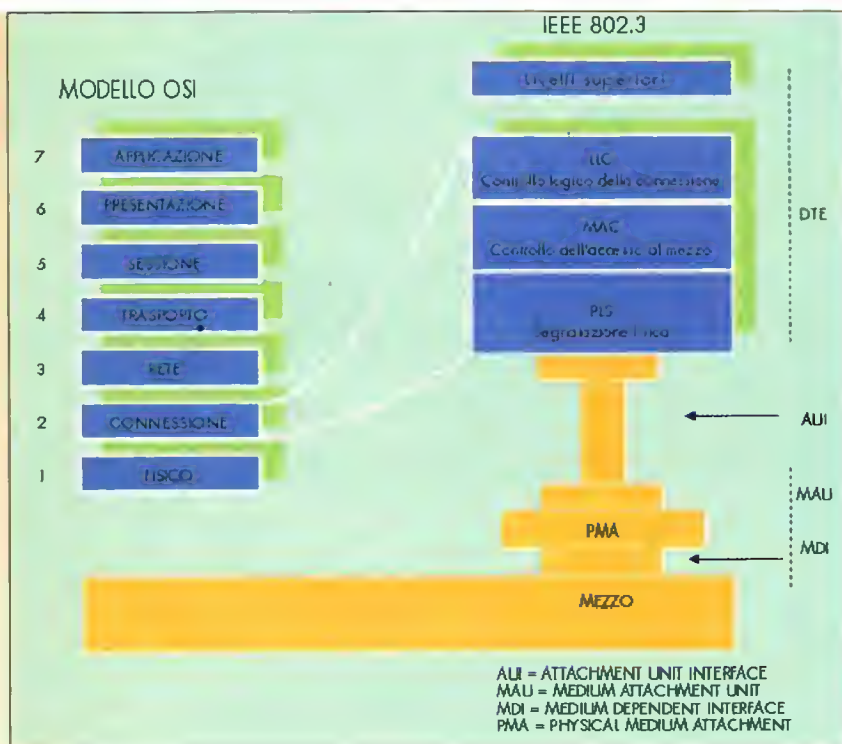 IEEE 802.3
Livelli superiori
MODELLO OSI
7 APPLICAZIONE
6 PRESENTAZIONE
5 SESSIONE
4 TRASPORTO
3 RETE
2 CONNESSIONE
1 FISICO
LLC
Controllo logico della connessione
MAC
Controllo dell'accesso al mezzo
PLS
Segnalazione fisica
DTE
AUI
MAU
PMA
MDI
MEZZO
AUI = ATTACHMENT UNIT INTERFACE
MAU = MEDIUM ATTACHMENT UNIT
MDI = MEDIUM DEPENDENT INTERFACE
PMA = PHYSICAL MEDIUM ATTACHMENT